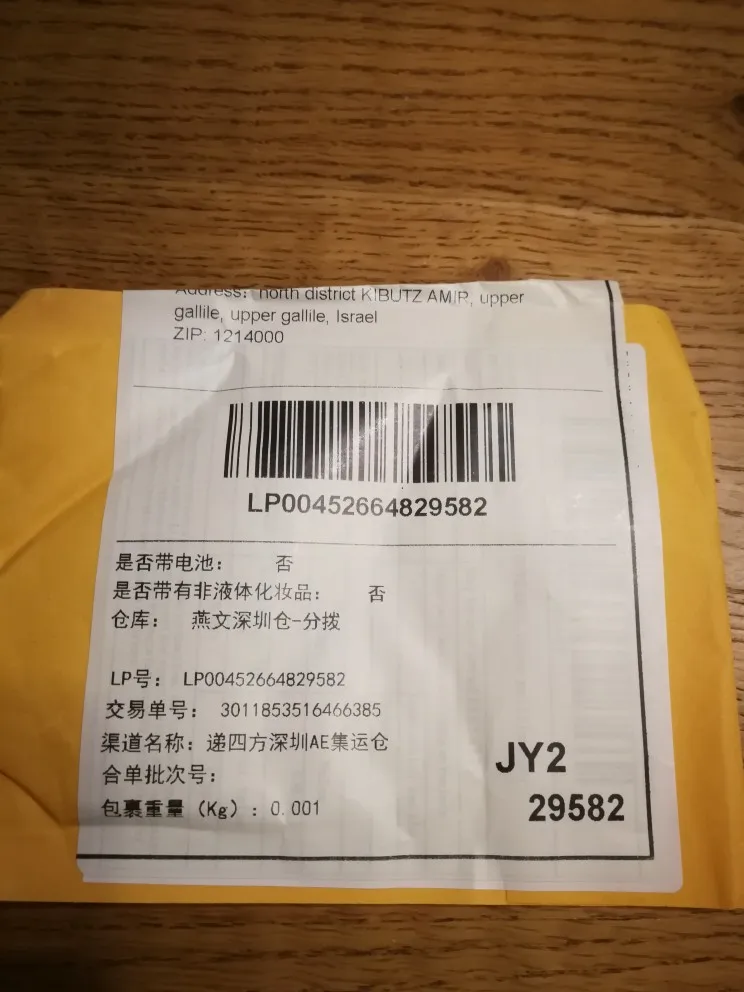 Address: north district KIBUTZ AMIR, upper
gallile, upper gallile, Israel
ZIP: 1214000
LP00452664829582
是否带电池： 否
是否带有非液体化妆品： 否
仓库： 燕文深圳仓-分拨
LP号： LP00452664829582
交易单号： 3011853516466385
渠道名称：递四方深圳AE集运仓
合单批次号：
包裹重量（Kg）：0.001
JY2
29582